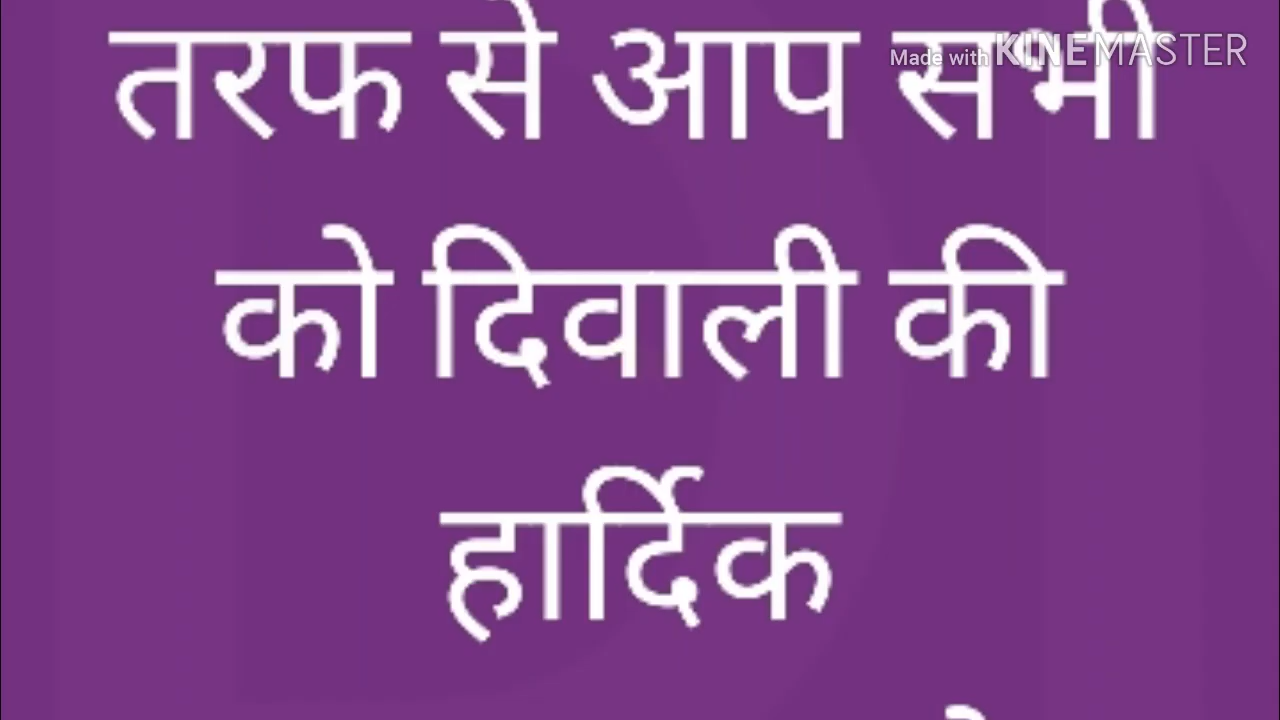 तरफ से आप सभी
Made with KINEMASTER
को दिवाली की
हार्दिक